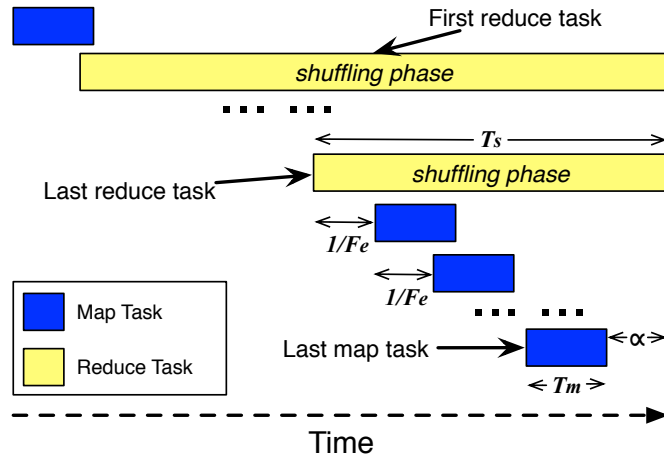 First reduce task
shuffling phase
Ts
shuffling phase
Last reduce task
1/Fe
1/Fe
Map Task
Reduce Task
Last map task
∝
Tm
Time